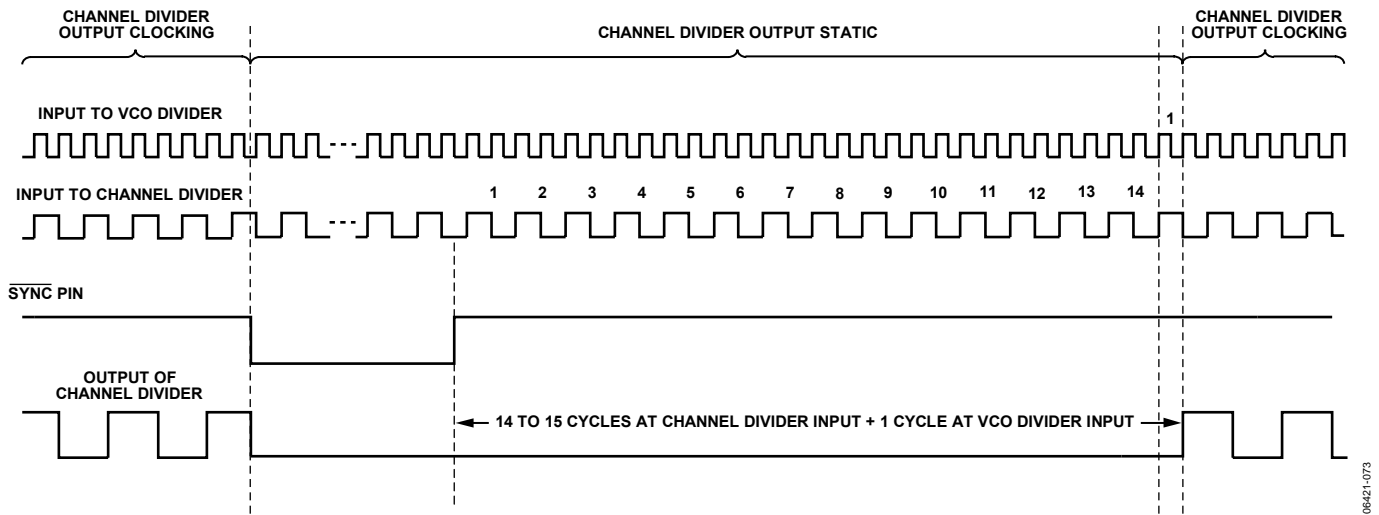 CHANNEL DIVIDER
OUTPUT CLOCKING
CHANNEL DIVIDER OUTPUT STATIC
CHANNEL DIVIDER
OUTPUT CLOCKING
INPUT TO VCO DIVIDER
1
INPUT TO CHANNEL DIVIDER
1 2 3 4 5 6 7 8 9 10 11 12 13 14
SYNC PIN
OUTPUT OF
CHANNEL DIVIDER
14 TO 15 CYCLES AT CHANNEL DIVIDER INPUT + 1 CYCLE AT VCO DIVIDER INPUT
06421-073